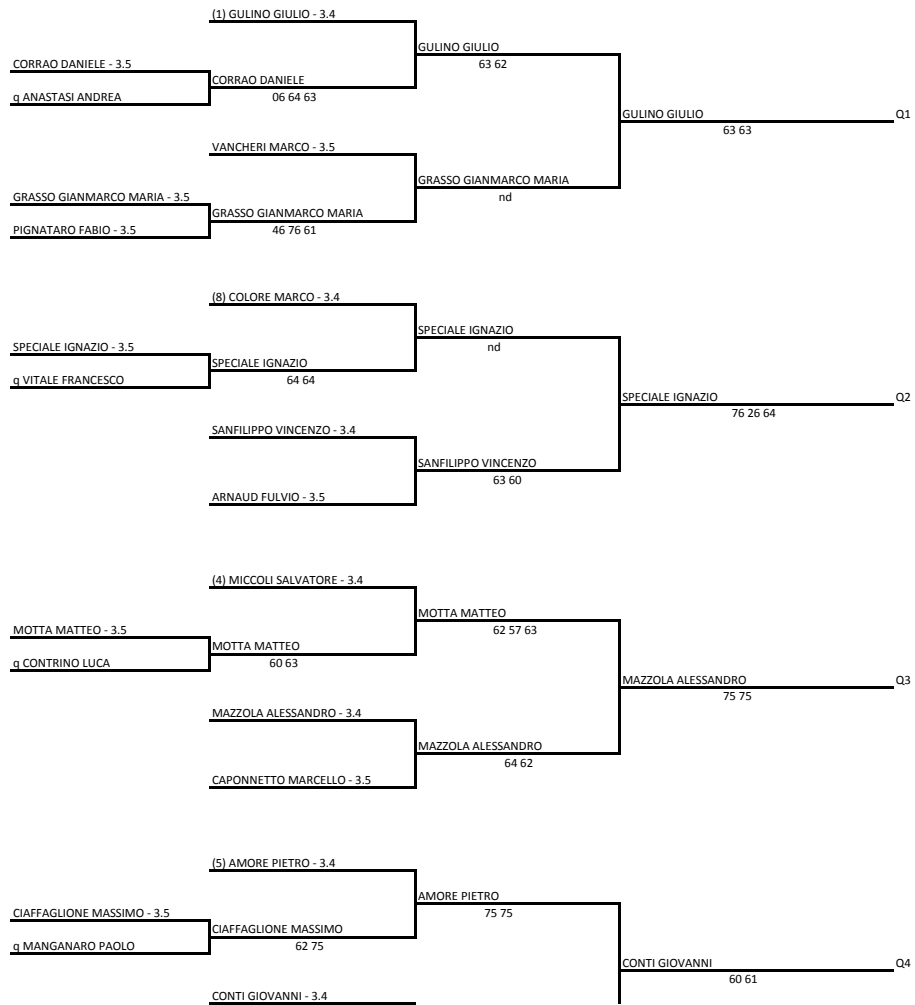 (1) GULINO GIULIO - 3.4
GULINO GIULIO
63 62
CORRAO DANIELE - 3.5
CORRAO DANIELE
06 64 63
q ANASTASI ANDREA
GULINO GIULIO
Q1
63 63
VANCHERI MARCO - 3.5
GRASSO GIANMARCO MARIA
nd
GRASSO GIANMARCO MARIA - 3.5
GRASSO GIANMARCO MARIA
46 76 61
PIGNATARO FABIO - 3.5
(8) COLORE MARCO - 3.4
SPECIALE IGNAZIO
nd
SPECIALE IGNAZIO - 3.5
SPECIALE IGNAZIO
64 64
q VITALE FRANCESCO
SPECIALE IGNAZIO
Q2
76 26 64
SANFILIPPO VINCENZO - 3.4
SANFILIPPO VINCENZO
63 60
ARNAUD FULVIO - 3.5
(4) MICCOLI SALVATORE - 3.4
MOTTA MATTEO
62 57 63
MOTTA MATTEO - 3.5
MOTTA MATTEO
60 63
q CONTRINO LUCA
MAZZOLA ALESSANDRO
Q3
75 75
MAZZOLA ALESSANDRO - 3.4
MAZZOLA ALESSANDRO
64 62
CAPONNETTO MARCELLO - 3.5
(5) AMORE PIETRO - 3.4
AMORE PIETRO
75 75
CIAFFAGLIONE MASSIMO - 3.5
CIAFFAGLIONE MASSIMO
62 75
q MANGANARO PAOLO
CONTI GIOVANNI
Q4
60 61
CONTI GIOVANNI - 3.4